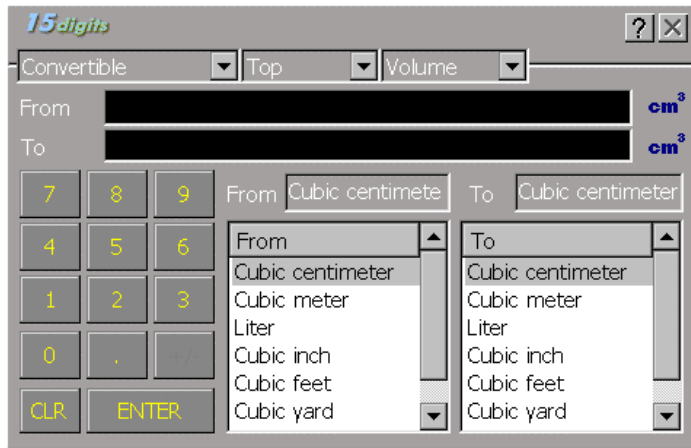 15digits
? X
Convertible Top Volume
From cm³
To cm³
7 8 9 From Cubic centimete To Cubic centimeter
4 5 6
1 2 3
0 . +/-
CLR ENTER
From
Cubic centimeter
Cubic meter
Liter
Cubic inch
Cubic feet
Cubic yard
To
Cubic centimeter
Cubic meter
Liter
Cubic inch
Cubic feet
Cubic yard